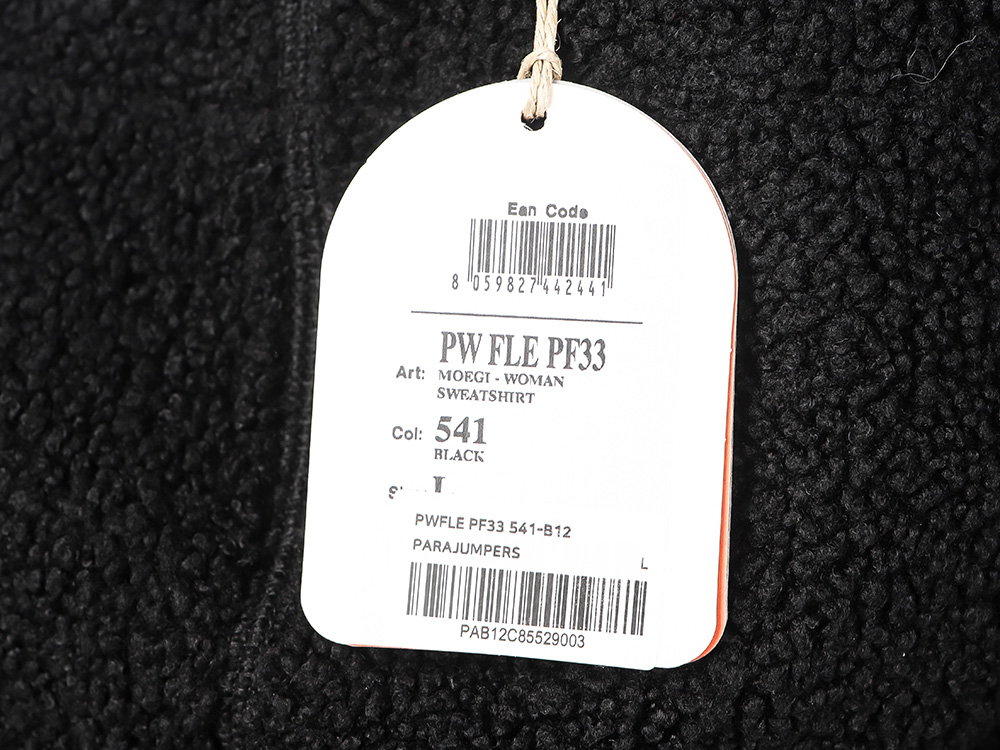 Ean Code
8 059827 442441
PW FLE PF33
Art: MOEGI - WOMAN
SWEATSHIRT
Col: 541
BLACK
PWFLE PF33 541-B12
PARAJUMPERS
L
PAB12C85529003